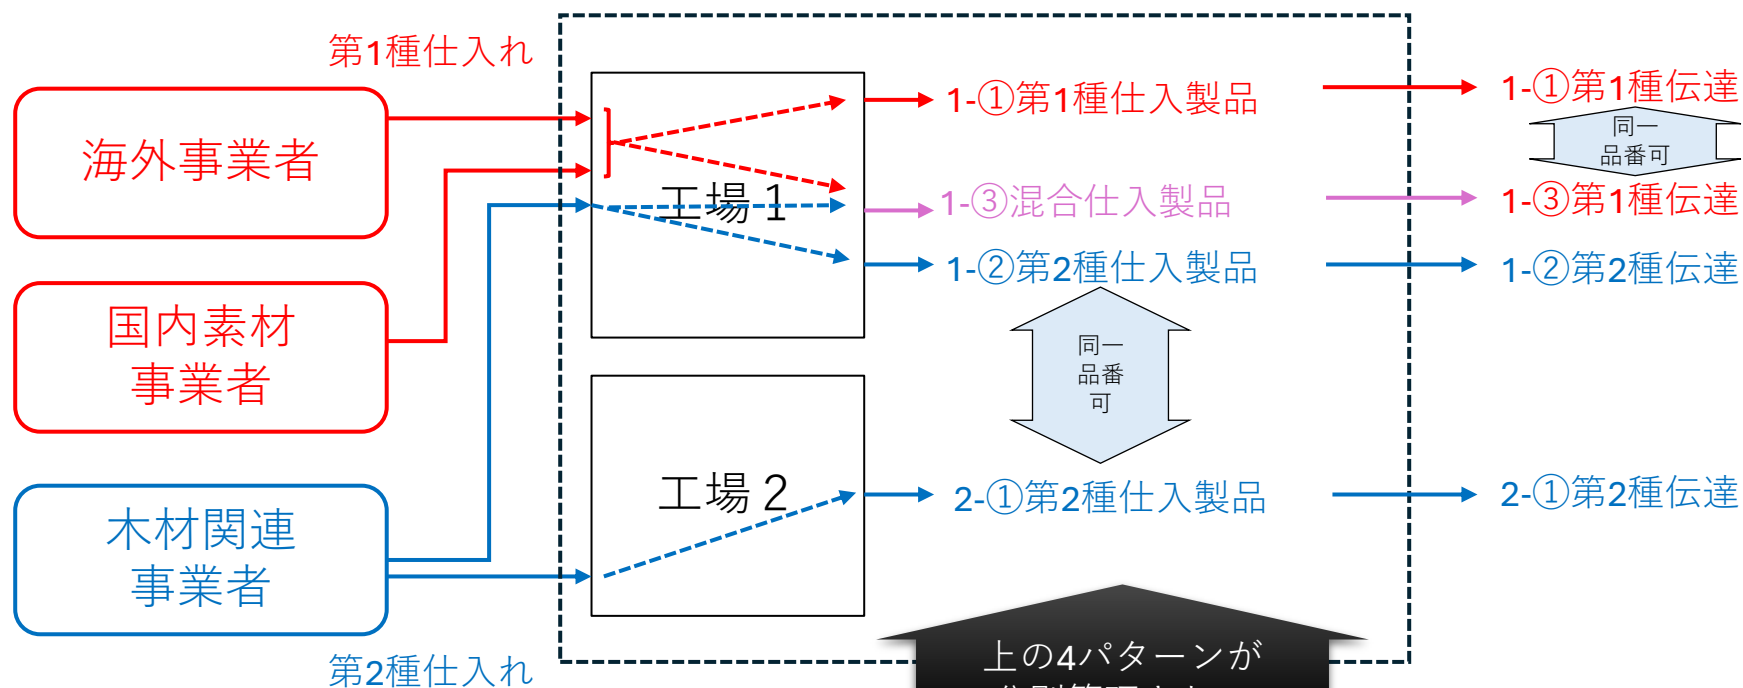 第1種仕入れ
海外事業者
国内素材
事業者
木材関連
事業者
第2種仕入れ
工場１
工場２
1-①第1種仕入製品
1-③混合仕入製品
1-②第2種仕入製品
同一
品番
可
2-①第2種仕入製品
1-①第1種伝達
同一
品番可
1-③第1種伝達
1-②第2種伝達
2-①第2種伝達
上の4パターンが